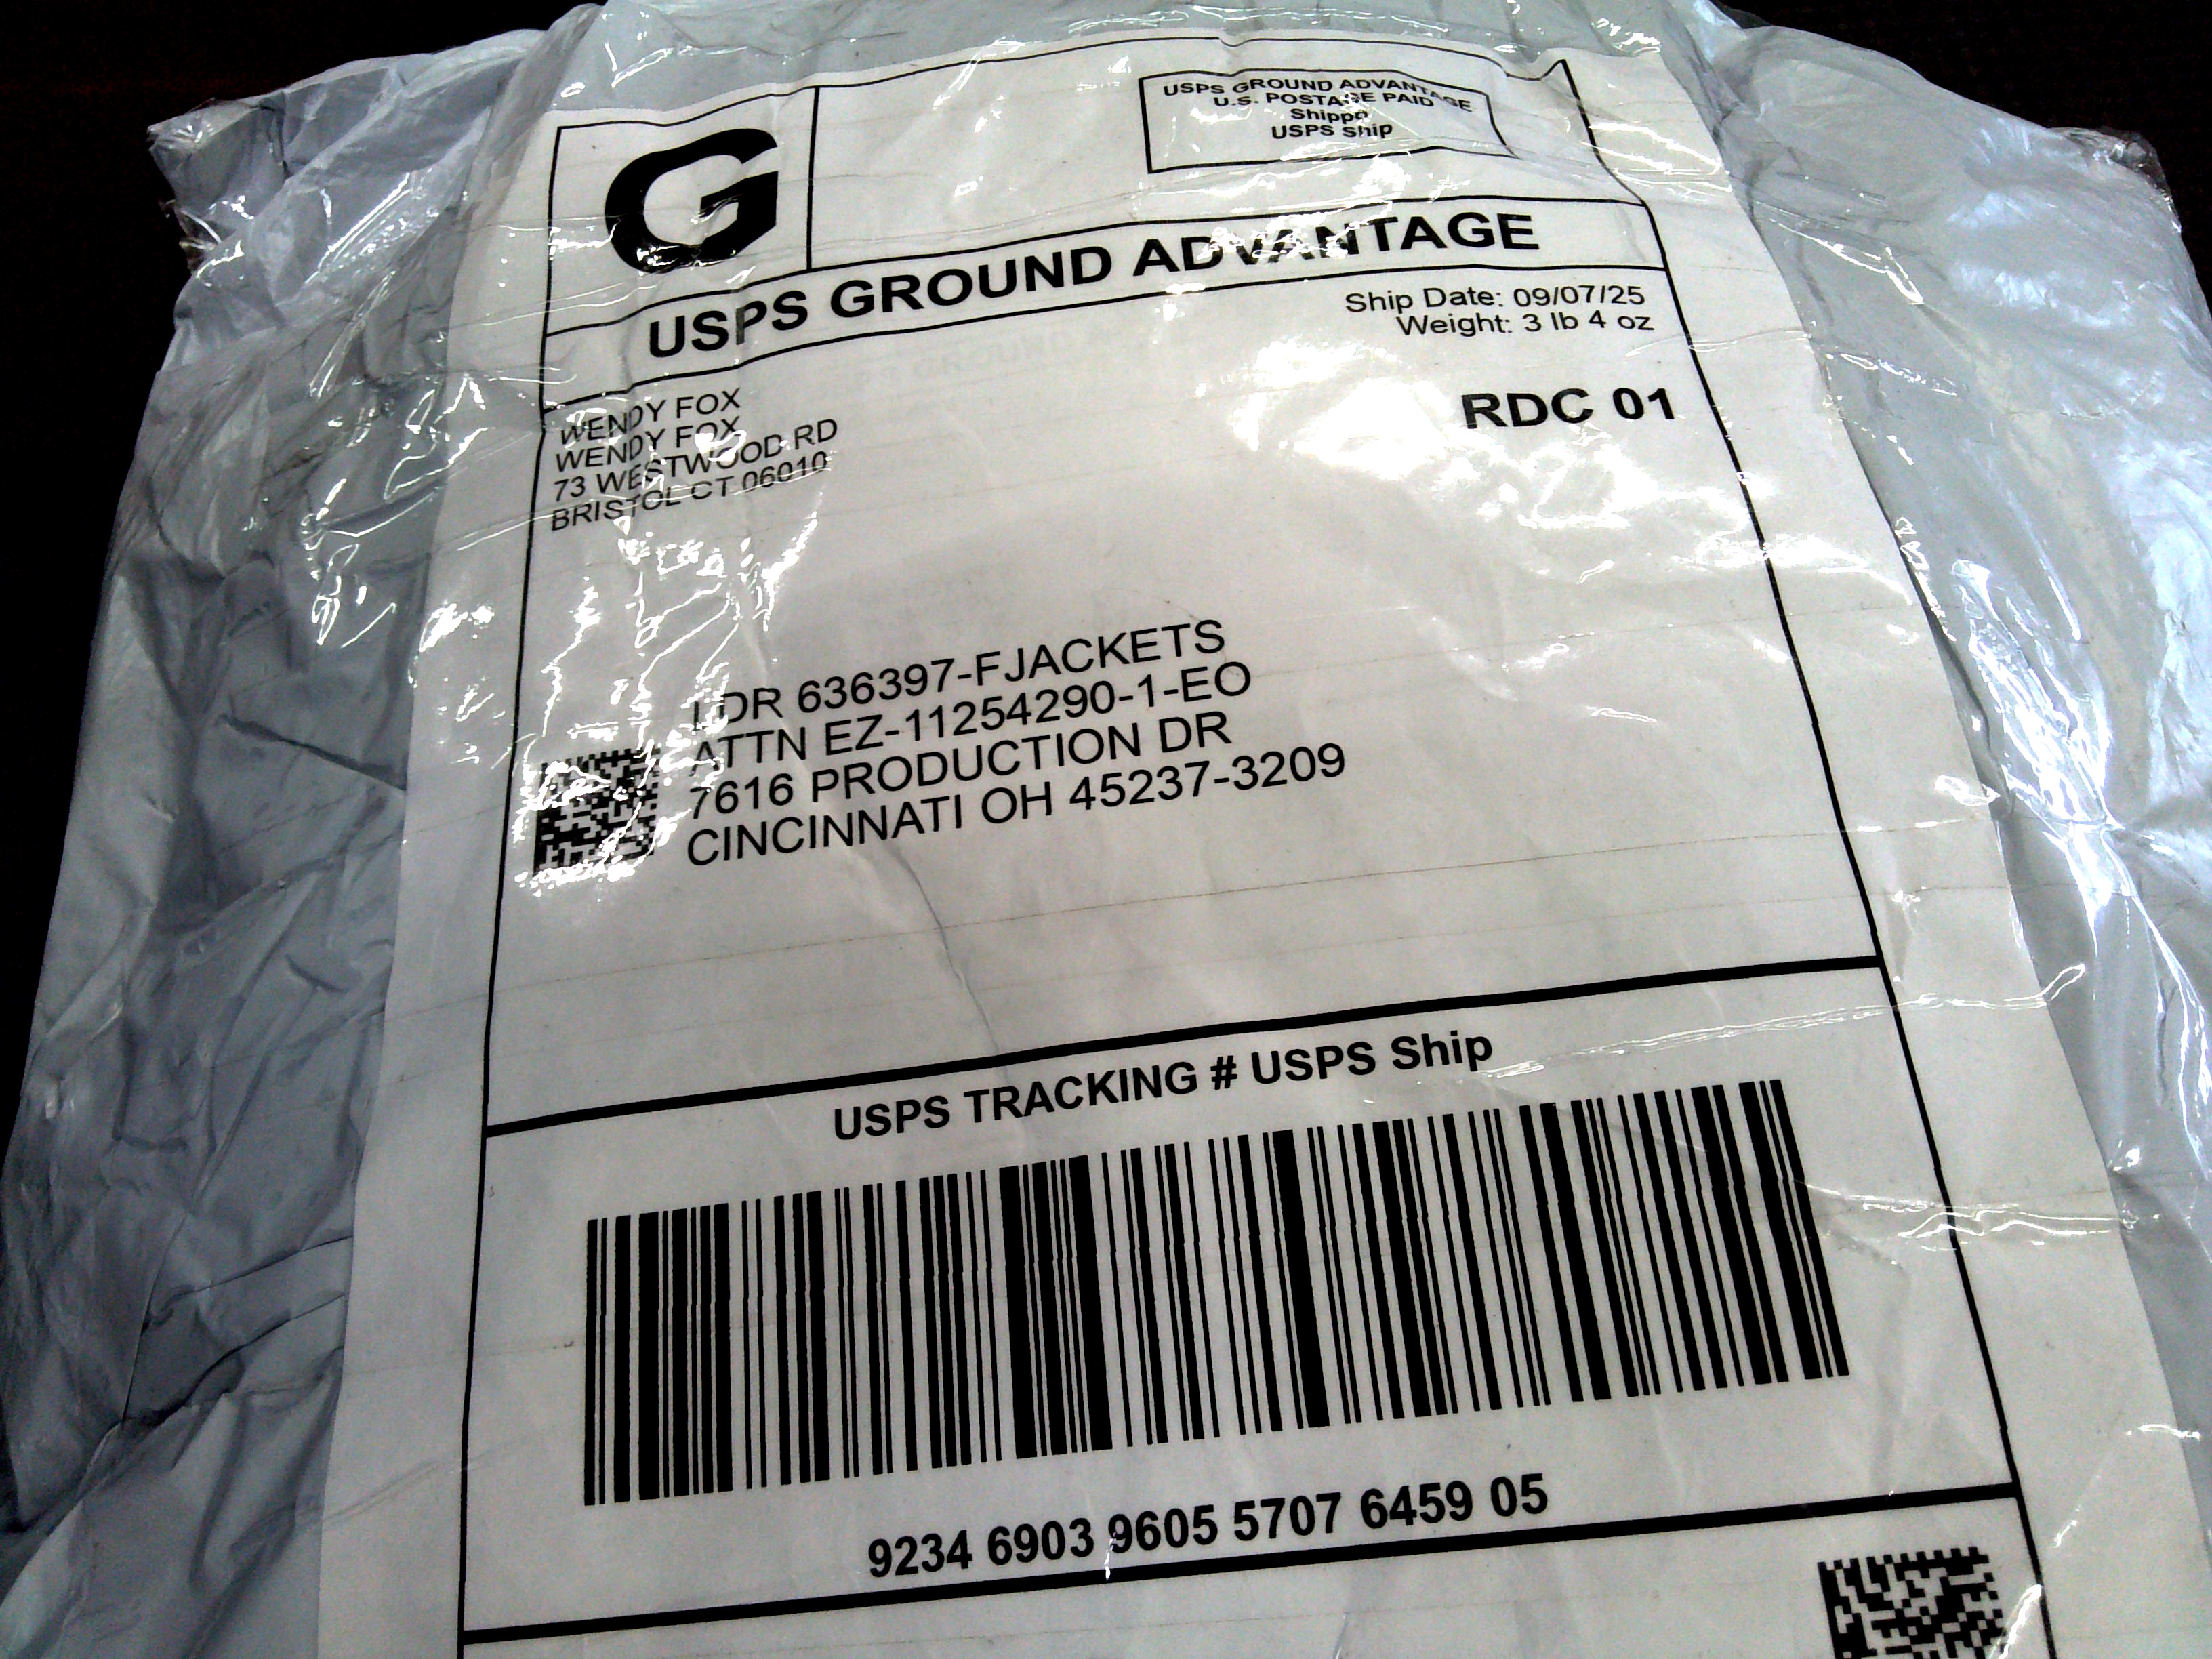 USPS GROUND ADVANTAGE
U.S. POSTAGE PAID
Shippo
USPS Ship
G
USPS GROUND ADVANTAGE
Ship Date: 09/07/25
Weight: 3 lb 4 oz
RDC 01
WENDY FOX
WENDY FOX
73 WESTWOOD RD
BRISTOL CT 06010
636397-FJACKETS
ATTN EZ-11254290-1-EO
7616 PRODUCTION DR
CINCINNATI OH 45237-3209
USPS TRACKING # USPS Ship
9234 6903 9605 5707 6459 05